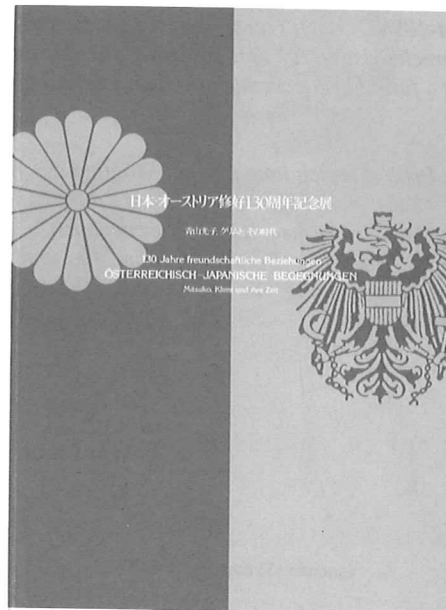 日本・オーストリア修好130周年記念展
青山光子、クリムトとその時代
130 Jahre freundschaftliche Beziehungen
ÖSTERREICHISCH-JAPANISCHE BEGEGNUNGEN
Mitsuko, Klimt und ihre Zeit